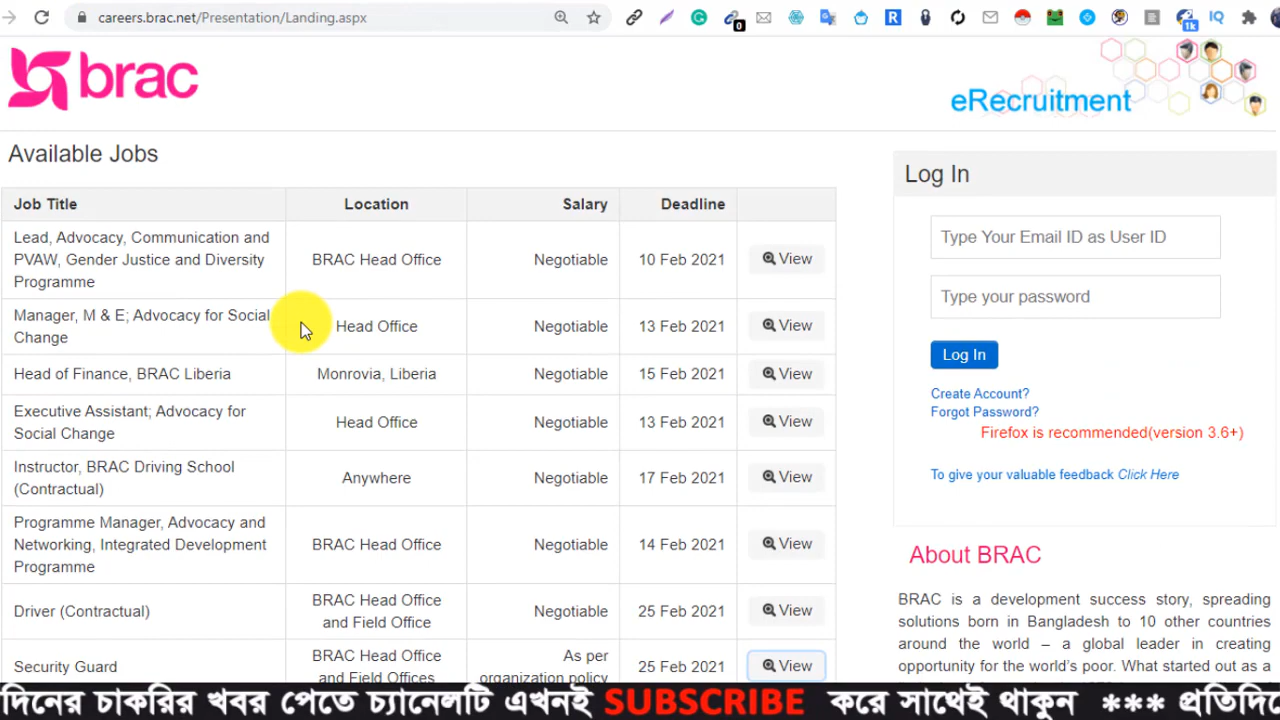 careers.brac.net/Presentation/Landing.aspx
0
R
1k
IQ
brac
eRecruitment
Available Jobs
Job Title Location Salary Deadline
Lead, Advocacy, Communication and
PVAW, Gender Justice and Diversity
Programme
BRAC Head Office Negotiable 10 Feb 2021 View
Manager, M & E; Advocacy for Social
Change
Head Office Negotiable 13 Feb 2021 View
Head of Finance, BRAC Liberia Monrovia, Liberia Negotiable 15 Feb 2021 View
Executive Assistant; Advocacy for
Social Change
Head Office Negotiable 13 Feb 2021 View
Instructor, BRAC Driving School
(Contractual)
Anywhere Negotiable 17 Feb 2021 View
Programme Manager, Advocacy and
Networking, Integrated Development
Programme
BRAC Head Office Negotiable 14 Feb 2021 View
Driver (Contractual)
BRAC Head Office
and Field Office
Negotiable 25 Feb 2021 View
Security Guard
BRAC Head Office
and Field Offices
As per
organization policy
25 Feb 2021 View
Log In
Type Your Email ID as User ID
Type your password
Log In
Create Account?
Forgot Password?
Firefox is recommended(version 3.6+)
To give your valuable feedback Click Here
About BRAC
BRAC is a development success story, spreading
solutions born in Bangladesh to 10 other countries
around the world – a global leader in creating
opportunity for the world's poor. What started out as a
দিনের চাকরির খবর পেতে চ্যানেলটি এখনই SUBSCRIBE করে সাথেই থাকুন *** প্রতিদি